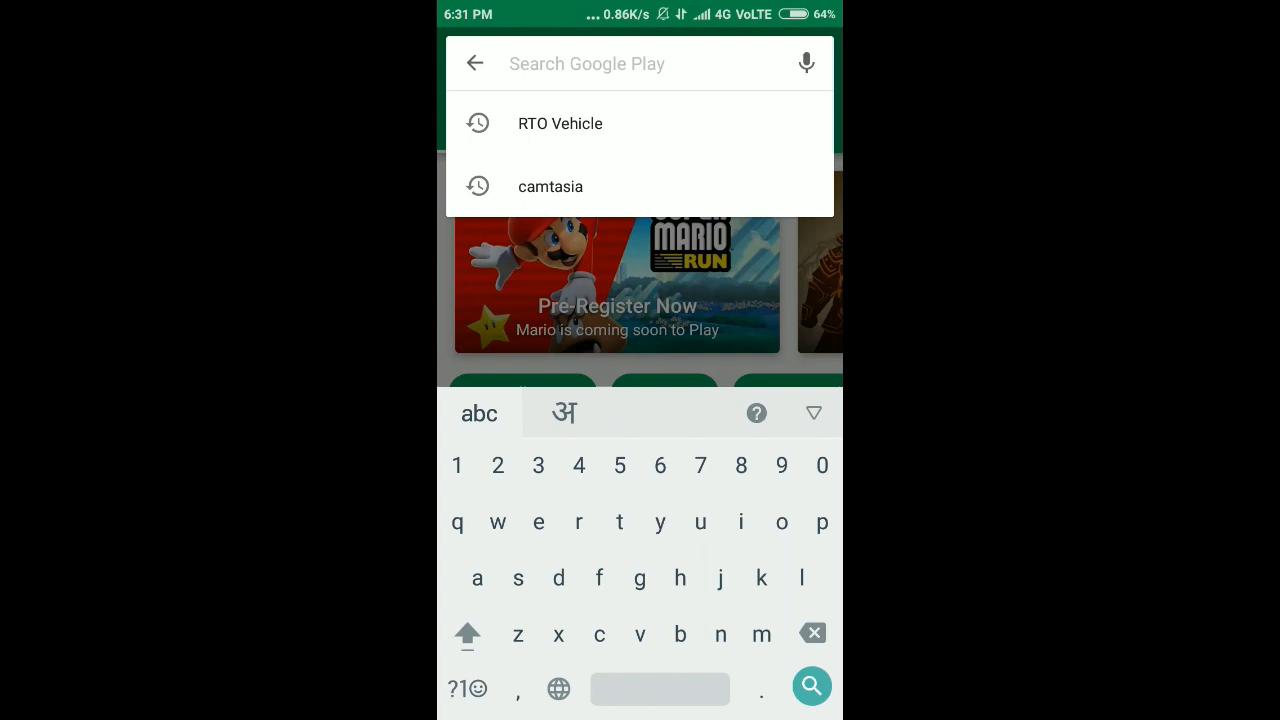 6:31 PM ... 0.86K/s 4G VoLTE 64%
Search Google Play
RTO Vehicle
camtasia
SUPER
MARIO
RUN
Pre-Register Now
Mario is coming soon to Play
abc अ ?
1 2 3 4 5 6 7 8 9 0
q w e r t y u i o p
a s d f g h j k l
z x c v b n m
?1☺ , .